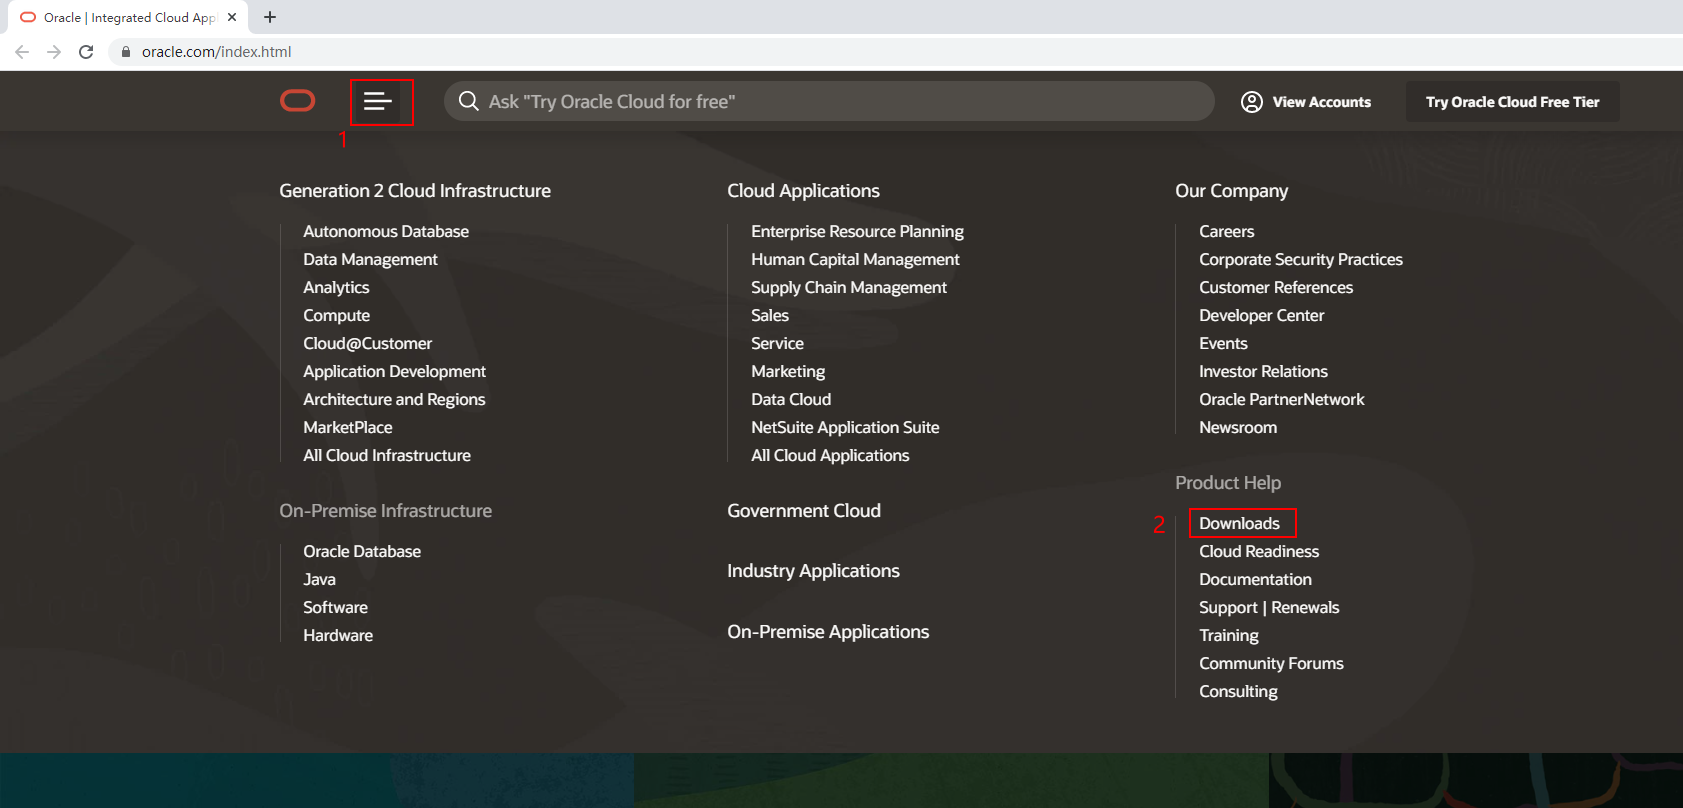 Oracle | Integrated Cloud App
oracle.com/index.html
Ask "Try Oracle Cloud for free"
View Accounts
Try Oracle Cloud Free Tier
1
Generation 2 Cloud Infrastructure
Autonomous Database
Data Management
Analytics
Compute
Cloud@Customer
Application Development
Architecture and Regions
MarketPlace
All Cloud Infrastructure
On-Premise Infrastructure
Oracle Database
Java
Software
Hardware
Cloud Applications
Enterprise Resource Planning
Human Capital Management
Supply Chain Management
Sales
Service
Marketing
Data Cloud
NetSuite Application Suite
All Cloud Applications
Government Cloud
Industry Applications
On-Premise Applications
Our Company
Careers
Corporate Security Practices
Customer References
Developer Center
Events
Investor Relations
Oracle PartnerNetwork
Newsroom
Product Help
2
Downloads
Cloud Readiness
Documentation
Support | Renewals
Training
Community Forums
Consulting